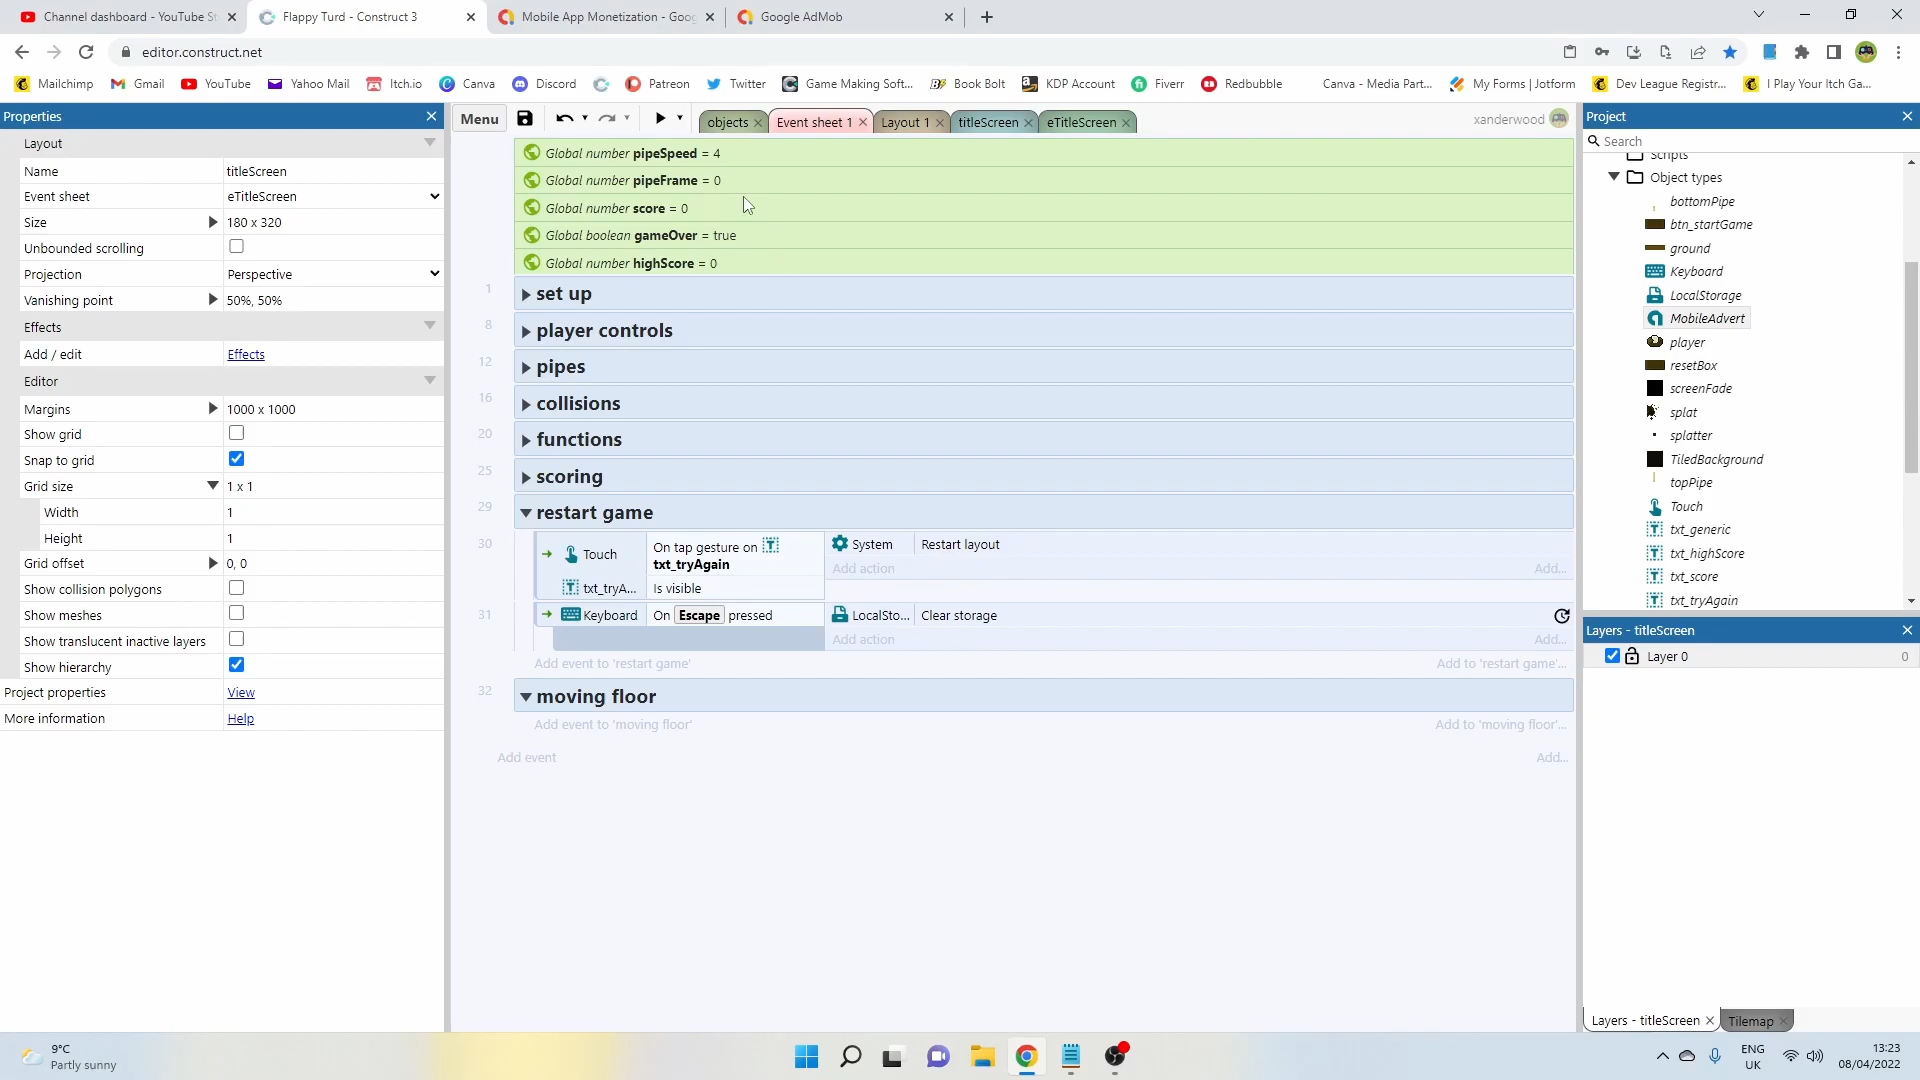 Channel dashboard - YouTube St
Flappy Turd - Construct 3
Mobile App Monetization - Goog
Google AdMob
editor.construct.net
Mailchimp
Gmail
YouTube
Yahoo Mail
Itch.io
Canva
Discord
Patreon
Twitter
Game Making Soft...
Book Bolt
KDP Account
Fiverr
Redbubble
Canva - Media Part...
My Forms | Jotform
Dev League Registr...
I Play Your Itch Ga...
Properties
Layout
Name titleScreen
Event sheet eTitleScreen
Size 180 x 320
Unbounded scrolling
Projection Perspective
Vanishing point 50%, 50%
Effects
Add / edit Effects
Editor
Margins 1000 x 1000
Show grid
Snap to grid
Grid size 1 x 1
Width 1
Height 1
Grid offset 0, 0
Show collision polygons
Show meshes
Show translucent inactive layers
Show hierarchy
Project properties View
More information Help
Menu
objects
Event sheet 1
Layout 1
titleScreen
eTitleScreen
xanderwood
Global number pipeSpeed = 4
Global number pipeFrame = 0
Global number score = 0
Global boolean gameOver = true
Global number highScore = 0
1 set up
8 player controls
12 pipes
16 collisions
20 functions
25 scoring
29 restart game
30 Touch On tap gesture on T txt_tryAgain System Restart layout
Add action Add...
txt_tryA... Is visible
31 Keyboard On Escape pressed LocalSto... Clear storage
Add action Add...
Add event to 'restart game' Add to 'restart game'...
32 moving floor
Add event to 'moving floor' Add to 'moving floor'...
Add event Add...
Project
Search
Scripts
Object types
bottomPipe
btn_startGame
ground
Keyboard
LocalStorage
MobileAdvert
player
resetBox
screenFade
splat
splatter
TiledBackground
topPipe
Touch
txt_generic
txt_highScore
txt_score
txt_tryAgain
Layers - titleScreen
Layer 0 0
Layers - titleScreen
Tilemap
9°C
Partly sunny
ENG
UK
13:23
08/04/2022